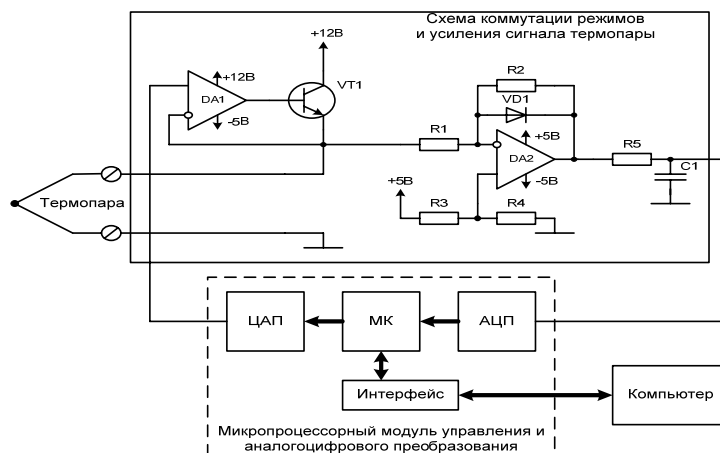 Схема коммутации режимов
и усиления сигнала термопары
+12В
+12В
DA1
-5В
VT1
R2
VD1
R1
+5В
DA2
-5В
R5
C1
+5В
R3
R4
Термопара
ЦАП
МК
АЦП
Интерфейс
Компьютер
Микропроцессорный модуль управления и
аналогоцифрового преобразования